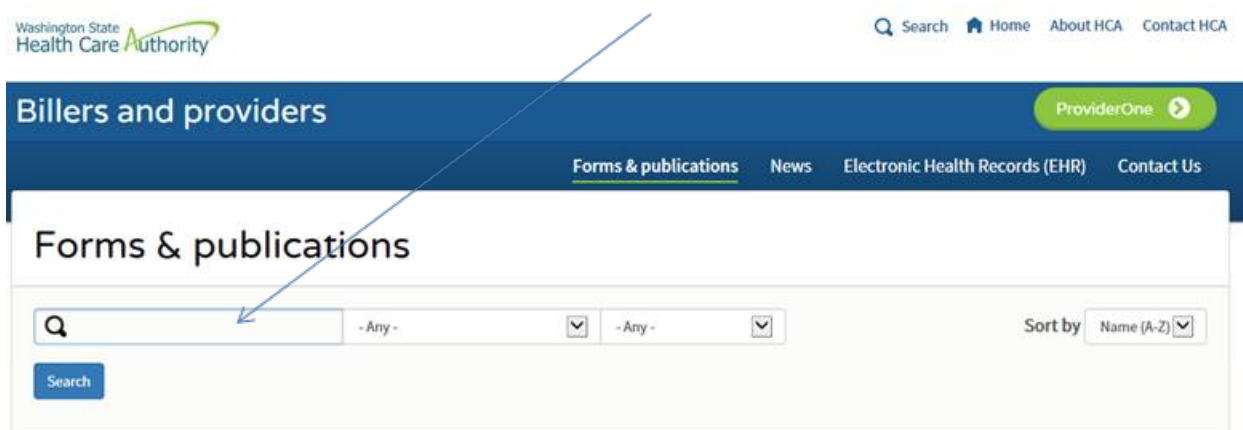 Washington State
Health Care Authority
Search Home About HCA Contact HCA
Billers and providers
ProviderOne
Forms & publications News Electronic Health Records (EHR) Contact Us
Forms & publications
- Any - - Any - Sort by Name (A-Z)
Search